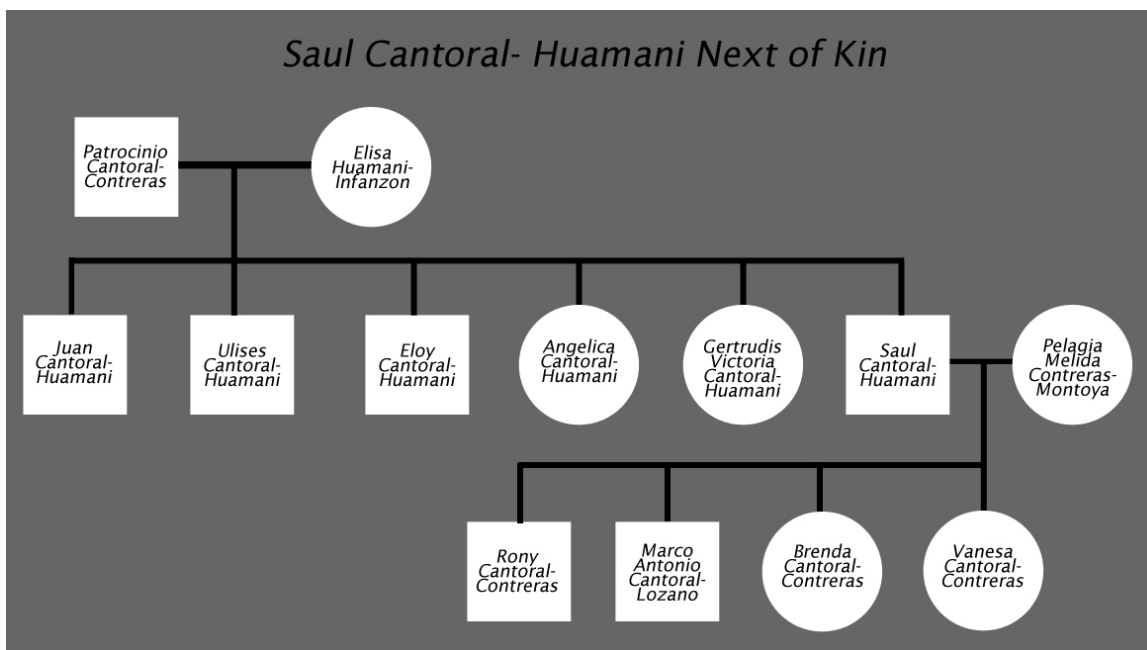 Saul Cantoral- Huamani Next of Kin
Patrocinio
Cantoral-
Contreras
Elisa
Huamani-
Infanzon
Juan
Cantoral-
Huamani
Ulises
Cantoral-
Huamani
Eloy
Cantoral-
Huamani
Angelica
Cantoral-
Huamani
Gertrudis
Victoria
Cantoral-
Huamani
Saul
Cantoral-
Huamani
Pelagia
Melida
Contreras-
Montoya
Rony
Cantoral-
Contreras
Marco
Antonio
Cantoral-
Lozano
Brenda
Cantoral-
Contreras
Vanesa
Cantoral-
Contreras